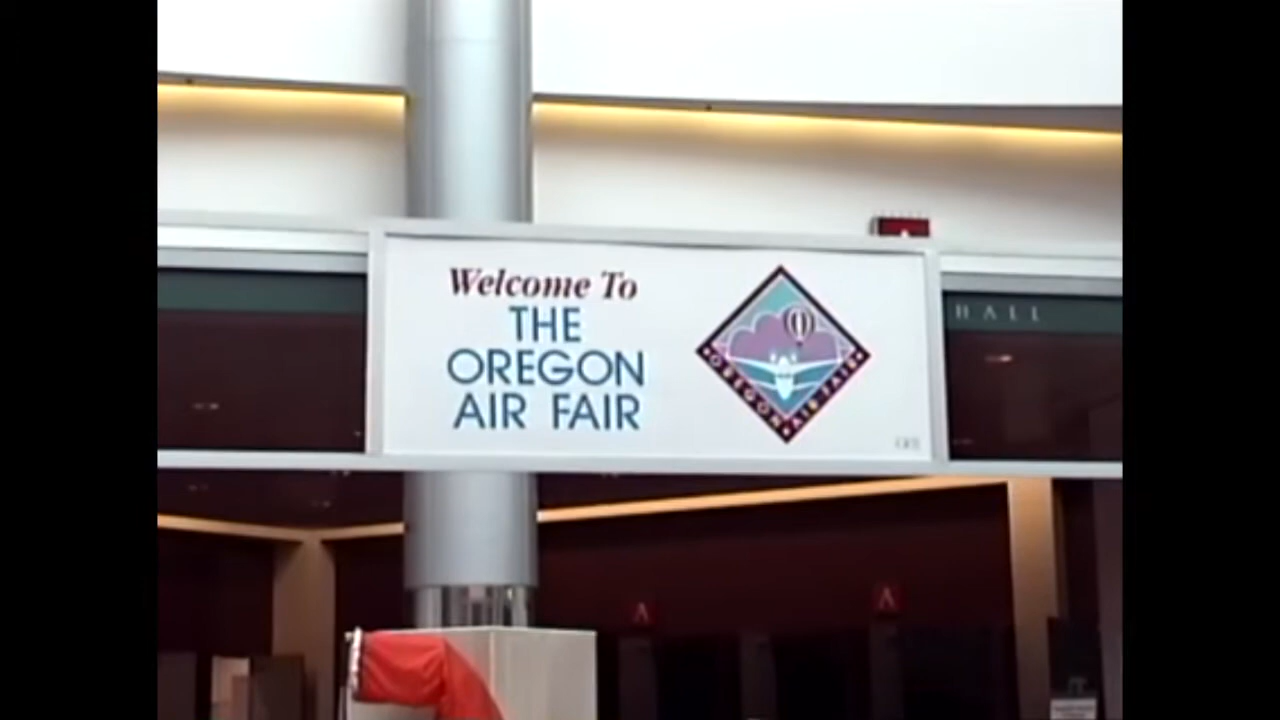 Welcome To
THE
OREGON
AIR FAIR
OREGON AIR FAIR
HALL
A
A